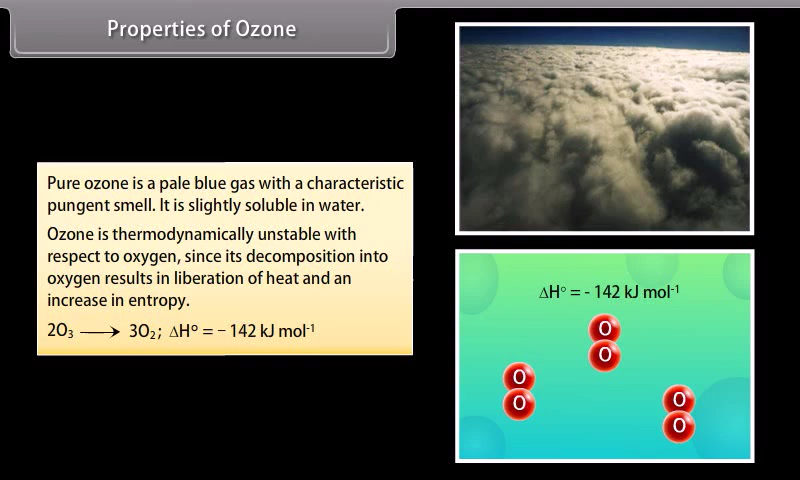 Properties of Ozone
Pure ozone is a pale blue gas with a characteristic
pungent smell. It is slightly soluble in water.
Ozone is thermodynamically unstable with
respect to oxygen, since its decomposition into
oxygen results in liberation of heat and an
increase in entropy.
2O₃ ⟶ 3O₂; ΔHº = − 142 kJ mol⁻¹
ΔH° = - 142 kJ mol⁻¹
O
O
O
O
O
O